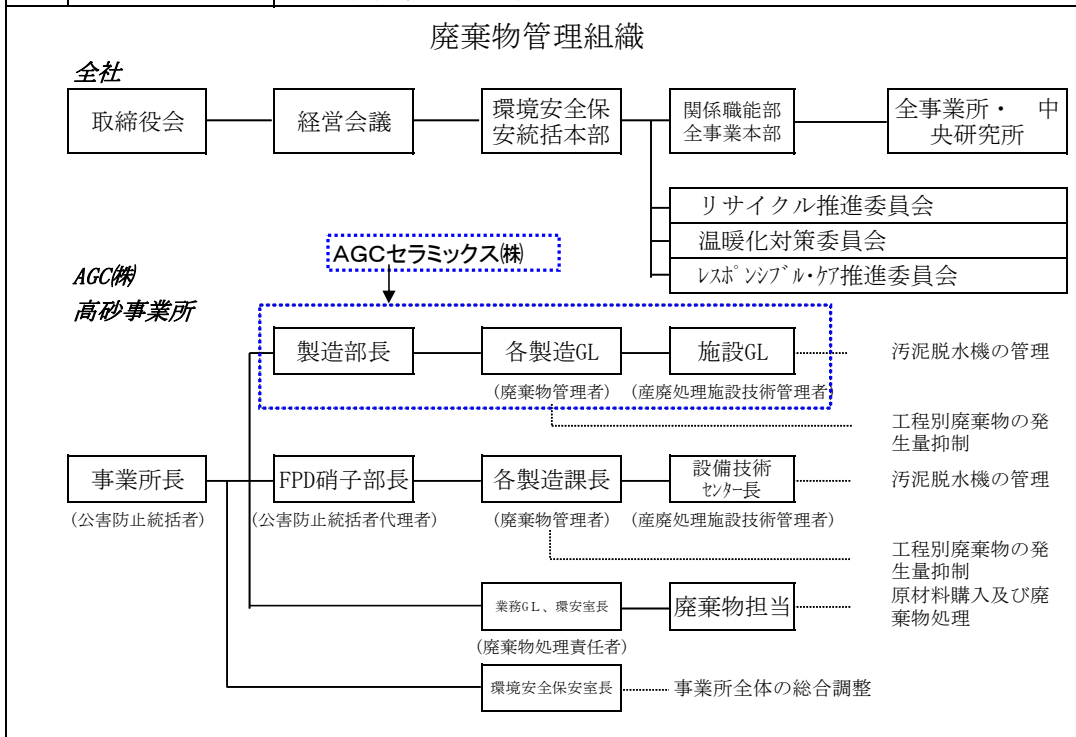 廃棄物管理組織
全社
取締役会
経営会議
環境安全保
安統括本部
関係職能部
全事業本部
全事業所・　中
央研究所
リサイクル推進委員会
温暖化対策委員会
ﾚｽﾎﾟﾝｼﾌﾞﾙ・ｹｱ推進委員会
AGCセラミックス㈱
AGC㈱
高砂事業所
製造部長
各製造GL
施設GL
汚泥脱水機の管理
(廃棄物管理者)
(産廃処理施設技術管理者)
工程別廃棄物の発
生量抑制
事業所長
FPD硝子部長
各製造課長
設備技術
ｾﾝﾀｰ長
汚泥脱水機の管理
(公害防止統括者)
(公害防止統括者代理者)
(廃棄物管理者)
(産廃処理施設技術管理者)
工程別廃棄物の発
生量抑制
業務GL、環安室長
廃棄物担当
原材料購入及び廃
棄物処理
(廃棄物処理責任者)
環境安全保安室長
事業所全体の総合調整